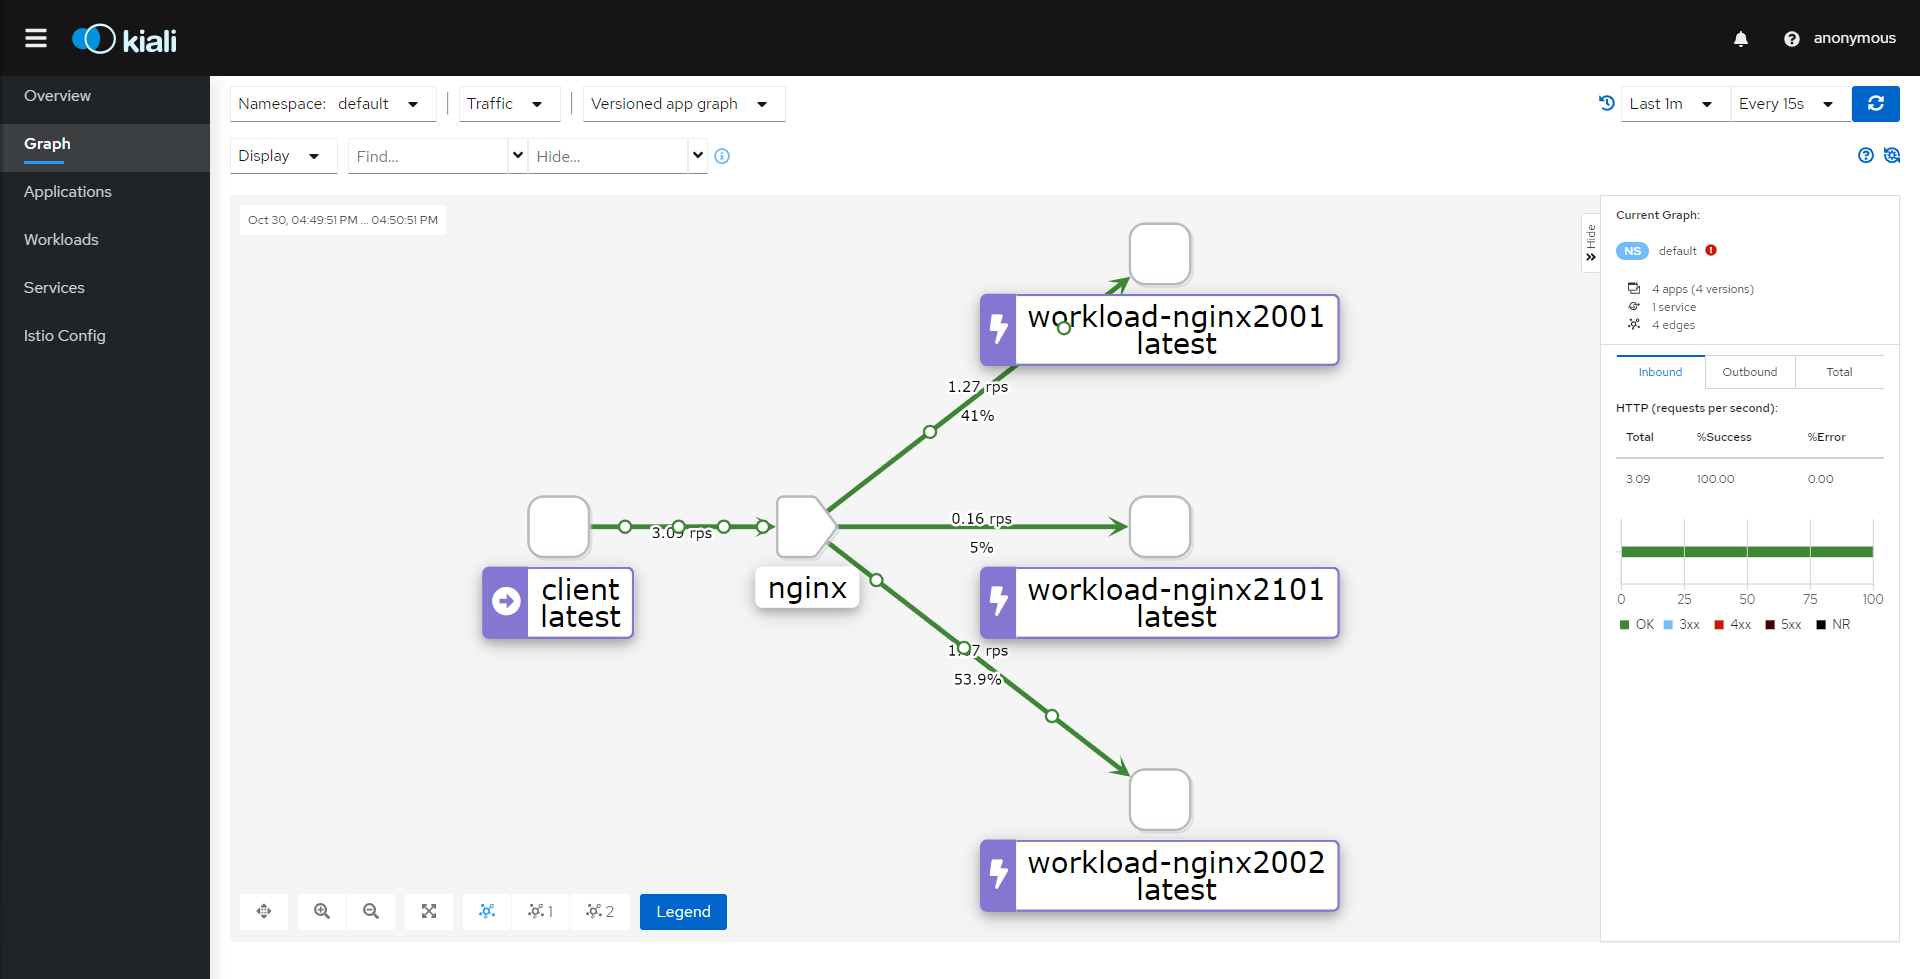 kiali
anonymous
Overview
Graph
Applications
Workloads
Services
Istio Config
Namespace: default
Traffic
Versioned app graph
Last 1m
Every 15s
Display
Find...
Hide...
Oct 30, 04:49:51 PM ... 04:50:51 PM
workload-nginx2001
latest
1.27 rps
41%
3.09 rps
0.16 rps
5%
client
latest
nginx
workload-nginx2101
latest
rps
53.9%
workload-nginx2002
latest
1
2
Legend
Hide
Current Graph:
NS default
4 apps (4 versions)
1 service
4 edges
Inbound
Outbound
Total
HTTP (requests per second):
Total %Success %Error
3.09 100.00 0.00
0 25 50 75 100
OK 3xx 4xx 5xx NR